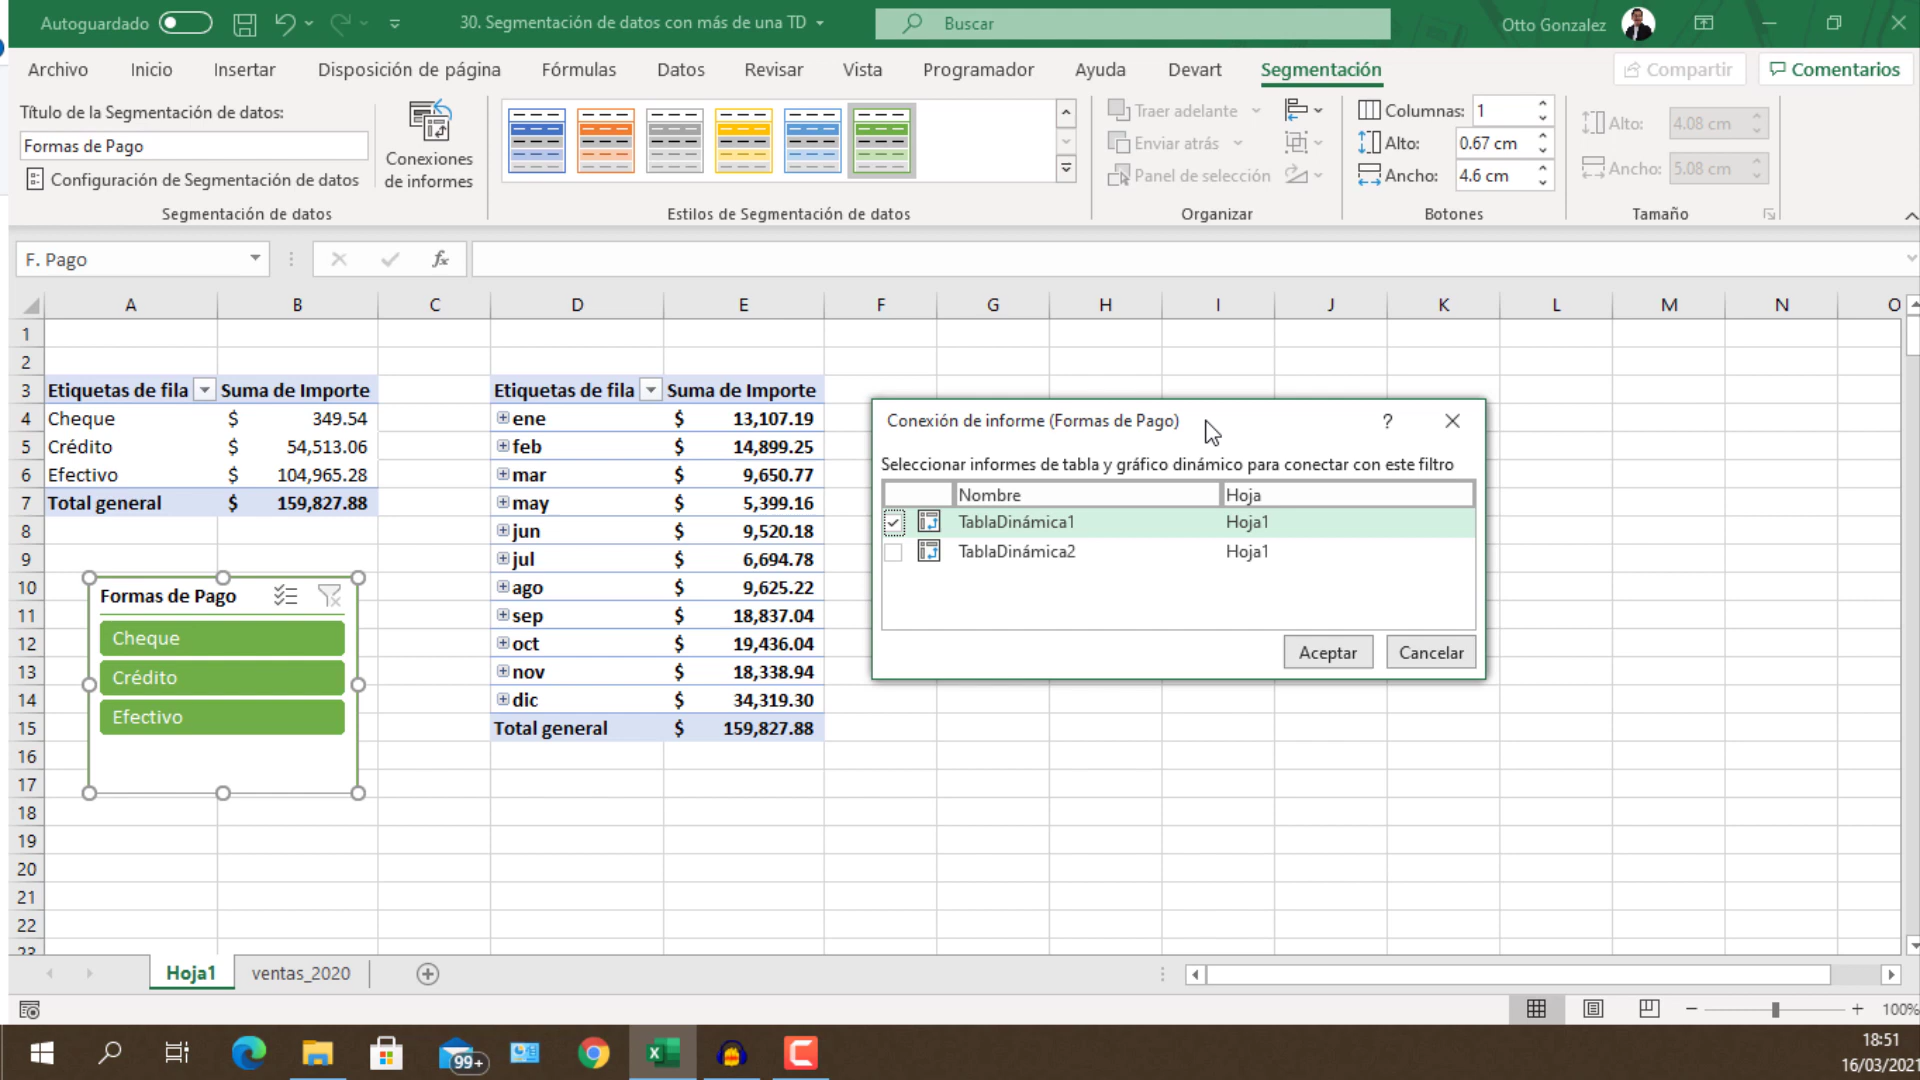 Autoguardado
30. Segmentación de datos con más de una TD
Buscar
Otto Gonzalez
Archivo Inicio Insertar Disposición de página Fórmulas Datos Revisar Vista Programador Ayuda Devart Segmentación Compartir Comentarios
Título de la Segmentación de datos:
Formas de Pago
Configuración de Segmentación de datos
Segmentación de datos
Conexiones
de informes
Estilos de Segmentación de datos
Traer adelante
Enviar atrás
Panel de selección
Organizar
Columnas: 1
Alto: 0.67 cm
Ancho: 4.6 cm
Botones
Alto: 4.08 cm
Ancho: 5.08 cm
Tamaño
F. Pago
fx
A B C D E F G H I J K L M N O
1
2
3 Etiquetas de fila Suma de Importe Etiquetas de fila Suma de Importe
4 Cheque $ 349.54 ene $ 13,107.19
5 Crédito $ 54,513.06 feb $ 14,899.25
6 Efectivo $ 104,965.28 mar $ 9,650.77
7 Total general $ 159,827.88 may $ 5,399.16
8 jun $ 9,520.18
9 jul $ 6,694.78
10 ago $ 9,625.22
11 sep $ 18,837.04
12 oct $ 19,436.04
13 nov $ 18,338.94
14 dic $ 34,319.30
15 Total general $ 159,827.88
16
17
18
19
20
21
22
23
Formas de Pago
Cheque
Crédito
Efectivo
Conexión de informe (Formas de Pago) ?
Seleccionar informes de tabla y gráfico dinámico para conectar con este filtro
Nombre Hoja
TablaDinámica1 Hoja1
TablaDinámica2 Hoja1
Aceptar Cancelar
Hoja1 ventas_2020
100%
99+
18:51
16/03/2021